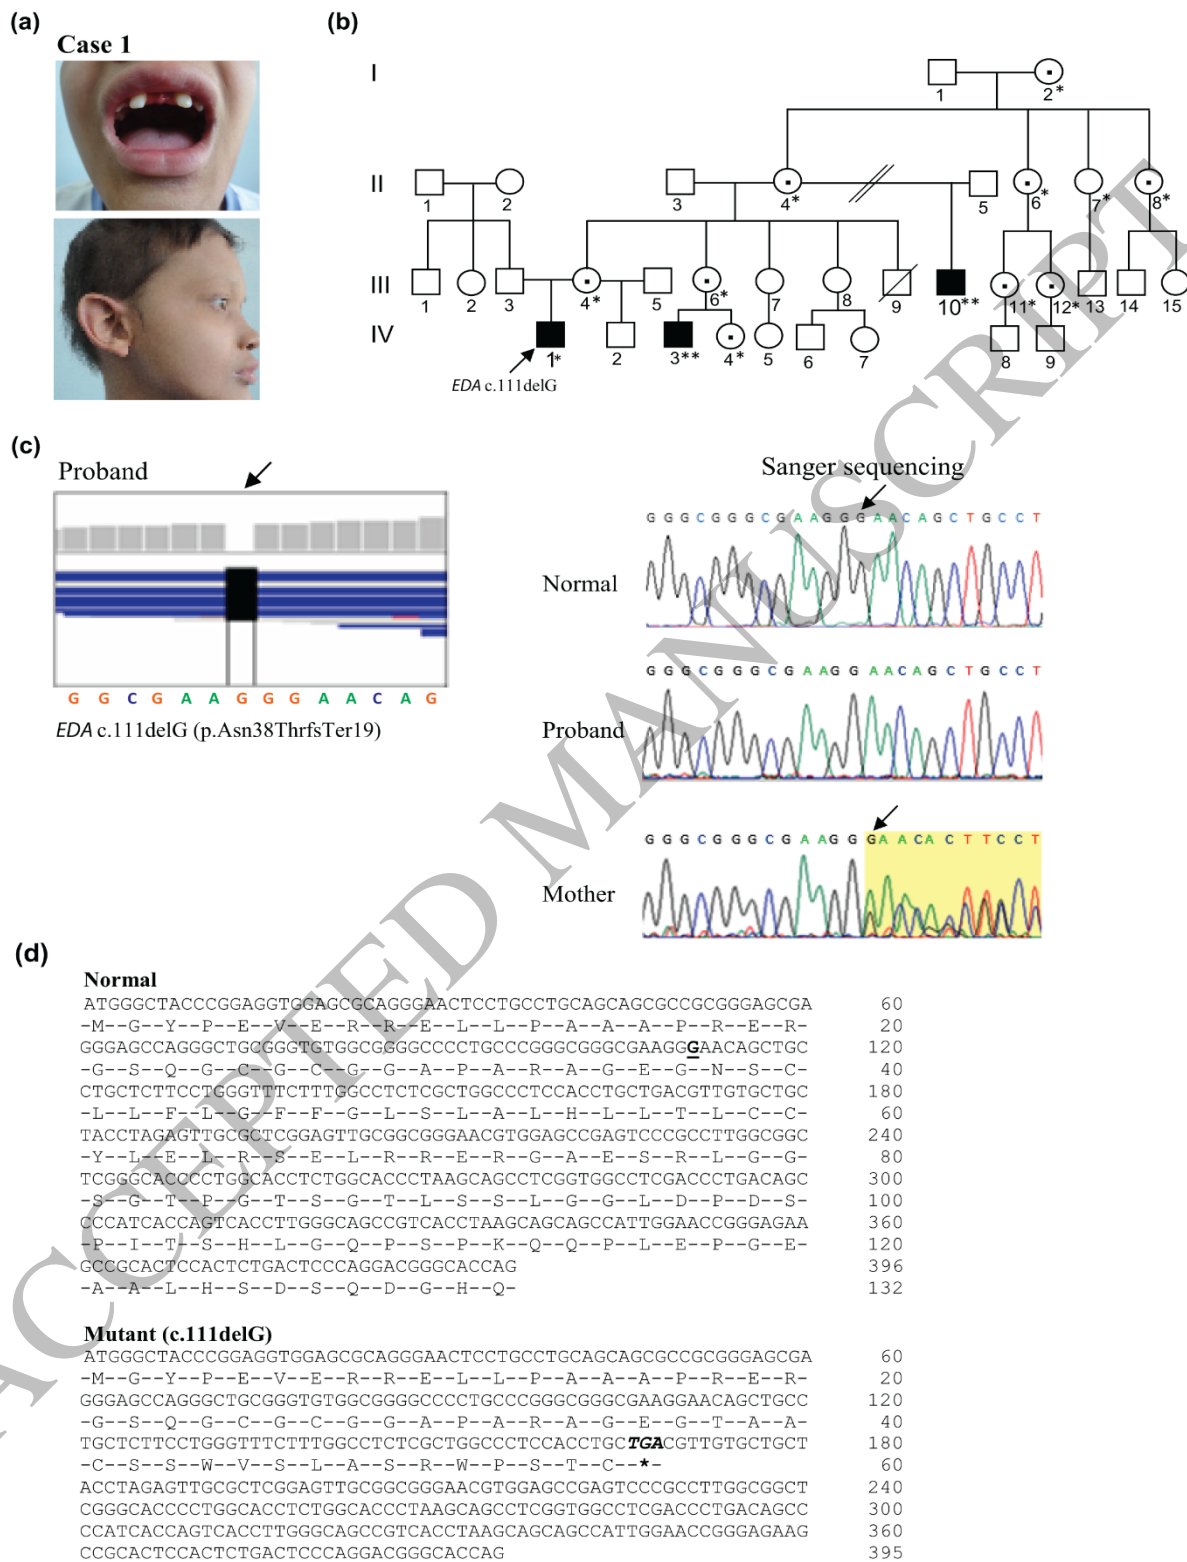 (a)
Case 1
(b)
I
1
2*
II
1
2
3
4*
5
6*
7*
8*
III
1
2
3
4*
5
6*
7
8
9
10**
11*
12*
13
14
15
IV
1*
2
3**
4*
5
6
7
8
9
EDA c.111delG
(c)
Proband
G G C G A A G G G A A C A G
EDA c.111delG (p.Asn38ThrfsTer19)
Sanger sequencing
G G G C G G G C G A A G G G A A C A G C T G C C T
Normal
G G G C G G G C G A A G G A A C A G C T G C C T
Proband
G G G C G G G C G A A G G G A A C A C T T C C T
Mother
(d)
Normal
ATGGGCTACCCGGAGGTGGAGCGCAGGGAACTCCTGCCTGCAGCAGCGCCGCGGGAGCGA 60
-M--G--Y--P--E--V--E--R--R--E--L--L--P--A--A--A--P--R--E--R- 20
GGGAGCCAGGGCTGCGGGTGTGGCGGGGCCCCTGCCCGGGCGGGCGAAGGGAACAGCTGC 120
-G--S--Q--G--C--G--C--G--G--A--P--A--R--A--G--E--G--N--S--C- 40
CTGCTCTTCCTGGGTTTCTTTGGCCTCTCGCTGGCCCTCCACCTGCTGACGTTGTGCTGC 180
-L--L--F--L--G--F--F--G--L--S--L--A--L--H--L--L--T--L--C--C- 60
TACCTAGAGTTGCGCTCGGAGTTGCGGCGGGAACGTGGAGCCGAGTCCCGCCTTGGCGGC 240
-Y--L--E--L--R--S--E--L--R--R--E--R--G--A--E--S--R--L--G--G- 80
TCGGGCACCCCTGGCACCTCTGGCACCCTAAGCAGCCTCGGTGGCCTCGACCCTGACAGC 300
-S--G--T--P--G--T--S--G--T--L--S--S--L--G--G--L--D--P--D--S- 100
CCCATCACCAGTCACCTTGGGCAGCCGTCACCTAAGCAGCAGCCATTGGAACCGGGAGAA 360
-P--I--T--S--H--L--G--Q--P--S--P--K--Q--Q--P--L--E--P--G--E- 120
GCCGCACTCCACTCTGACTCCCAGGACGGGCACCAG 396
-A--A--L--H--S--D--S--Q--D--G--H--Q- 132
Mutant (c.111delG)
ATGGGCTACCCGGAGGTGGAGCGCAGGGAACTCCTGCCTGCAGCAGCGCCGCGGGAGCGA 60
-M--G--Y--P--E--V--E--R--R--E--L--L--P--A--A--A--P--R--E--R- 20
GGGAGCCAGGGCTGCGGGTGTGGCGGGGCCCCTGCCCGGGCGGGCGAAGGAACAGCTGCC 120
-G--S--Q--G--C--G--C--G--G--A--P--A--R--A--G--E--G--T--A--A- 40
TGCTCTTCCTGGGTTTCTTTGGCCTCTCGCTGGCCCTCCACCTGCTGACGTTGTGCTGCT 180
-C--S--S--W--V--S--L--A--S--R--W--P--S--T--C--*- 60
ACCTAGAGTTGCGCTCGGAGTTGCGGCGGGAACGTGGAGCCGAGTCCCGCCTTGGCGGCT 240
CGGGCACCCCTGGCACCTCTGGCACCCTAAGCAGCCTCGGTGGCCTCGACCCTGACAGCC 300
CCATCACCAGTCACCTTGGGCAGCCGTCACCTAAGCAGCAGCCATTGGAACCGGGAGAAG 360
CCGCACTCCACTCTGACTCCCAGGACGGGCACCAG 395
ACCEPTED MANUSCRIPT